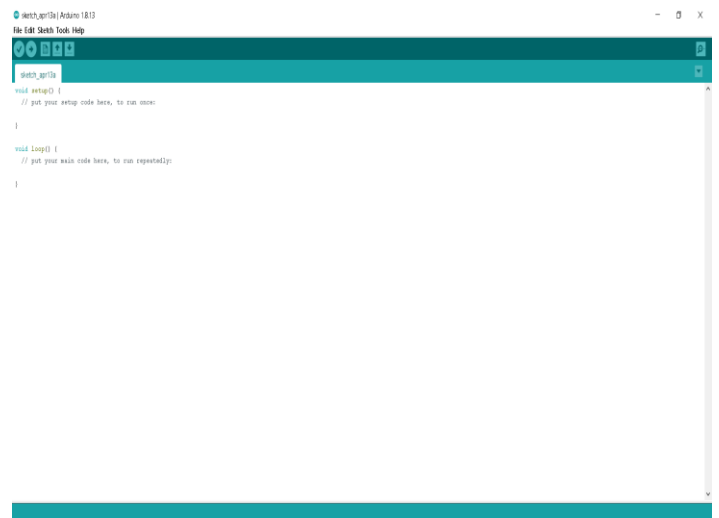 sketch_apr13a | Arduino 1.8.13
File Edit Sketch Tools Help
sketch_apr13a
void setup() {
// put your setup code here, to run once:
}
void loop() {
// put your main code here, to run repeatedly:
}